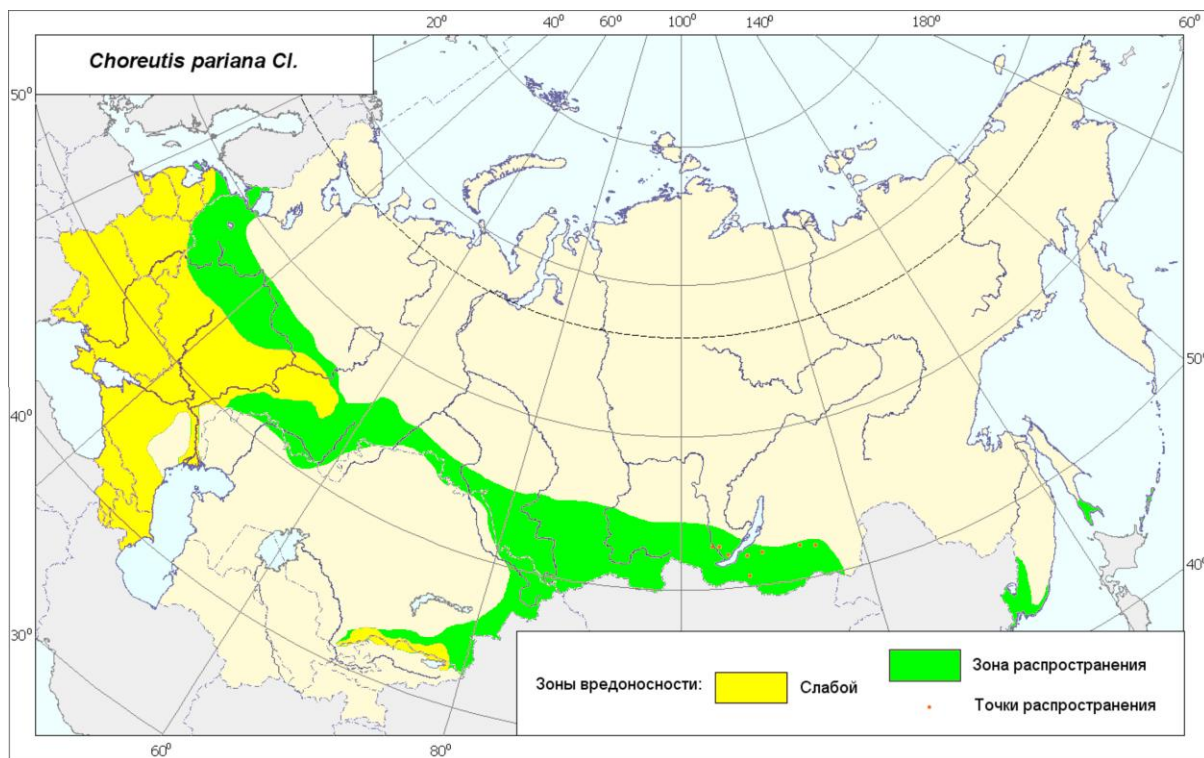 20⁰ 40⁰ 60⁰ 100⁰ 140⁰ 180⁰ 60⁰
Choreutis pariana Cl.
50⁰
50⁰
40⁰
40⁰
30⁰
Зоны вредоносности:
Слабой
Зона распространения
Точки распространения
60⁰
80⁰